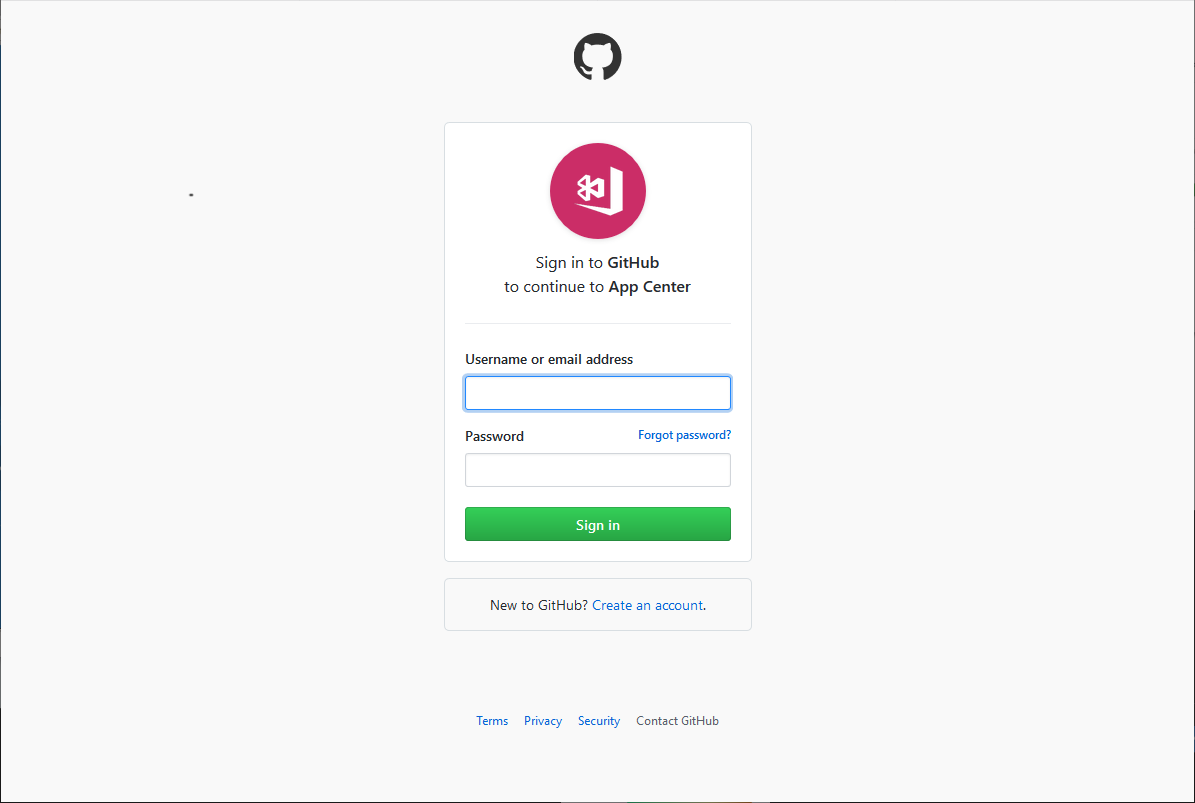 Sign in to GitHub
to continue to App Center
Username or email address
Password Forgot password?
Sign in
New to GitHub? Create an account.
Terms Privacy Security Contact GitHub